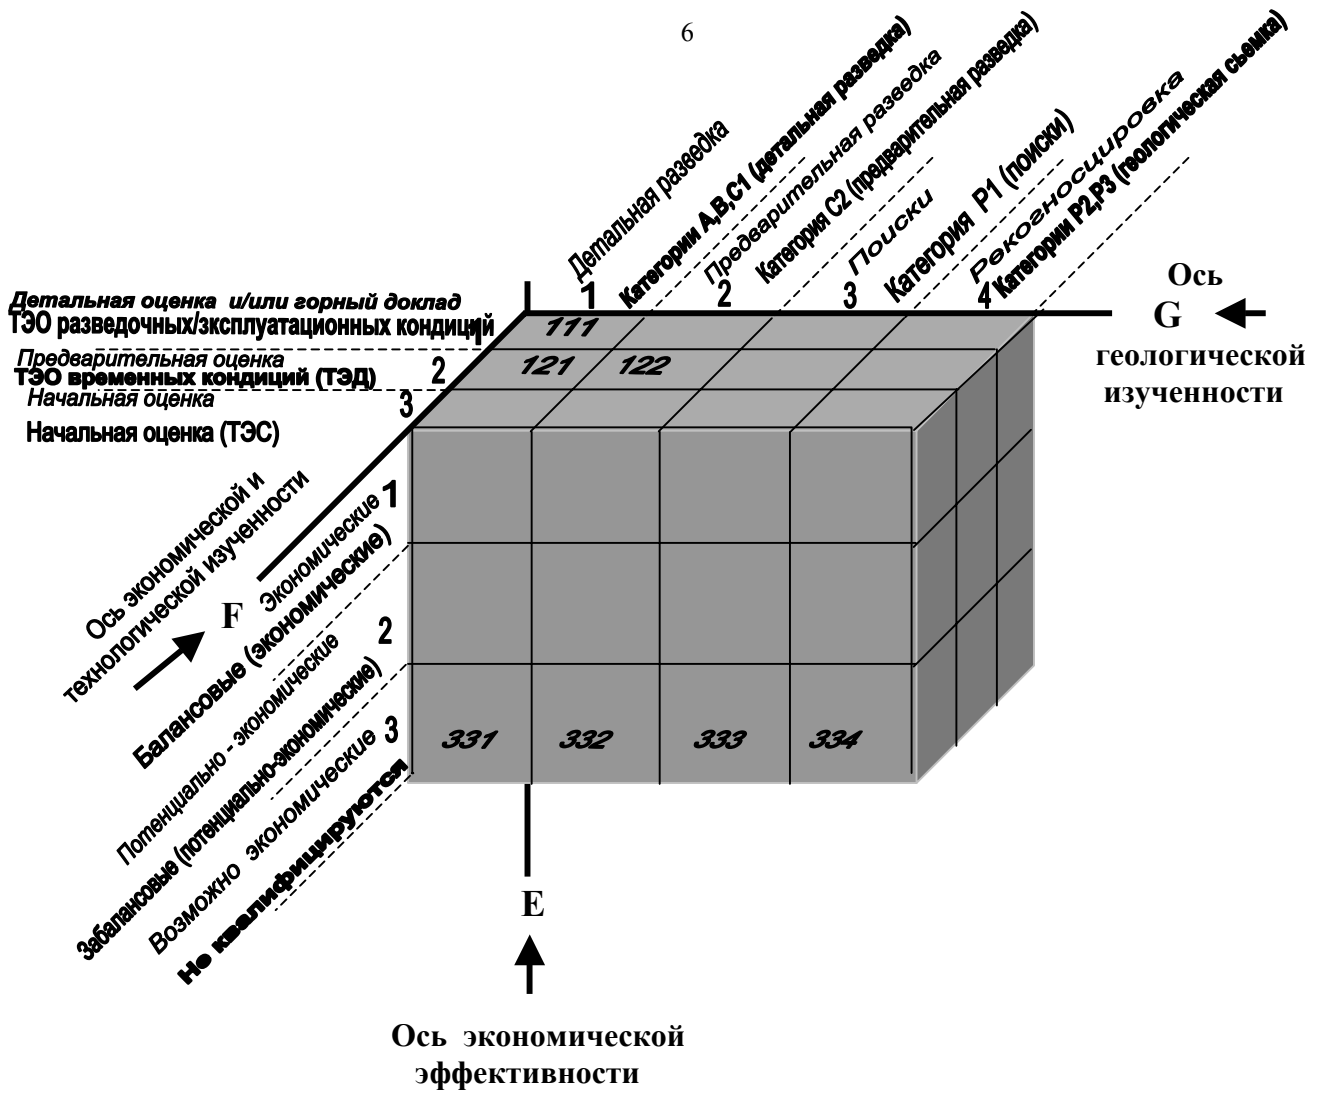 6
Детальная разведка
Категории А,В,С1 (детальная разведка)
Предварительная разведка
Категория С2 (предварительная разведка)
Поиски
Категория Р1 (поиски)
Рекогносцировка
Категории Р2,Р3 (геологическая сьемка)
1
2
3
4
Ось
G
геологической
изученности
Детальная оценка и/или горный доклад
ТЭО разведочных/эксплуатационных кондиций
1
Предварительная оценка
ТЭО временных кондиций (ТЭД)
2
Начальная оценка
Начальная оценка (ТЭС)
3
111
121
122
Ось экономической и
технологической изученности
F
Экономические
1
Балансовые (экономические)
Потенциально - экономические
2
Забалансовые (потенциально-экономические)
Возможно экономические
3
Не квалифицируются
331
332
333
334
E
Ось экономической
эффективности